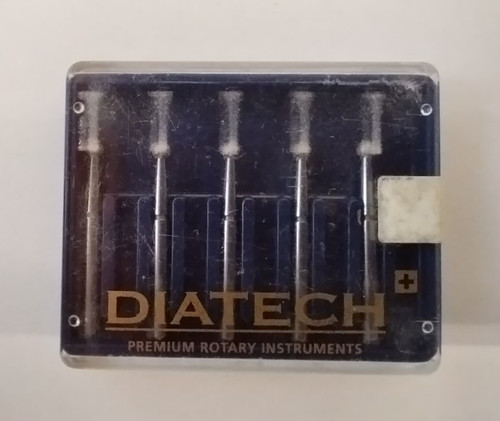 DIATECH
PREMIUM ROTARY INSTRUMENTS